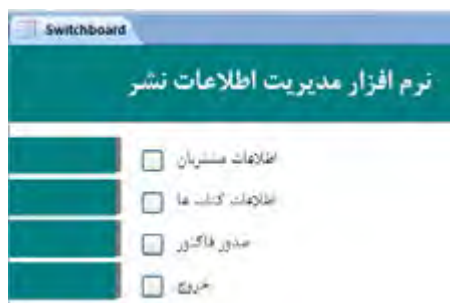 Switchboard
نرم افزار مدیریت اطلاعات نشر
اطلاعات مشتریان
اطلاعات کتاب ها
صدور فاکتور
خروج